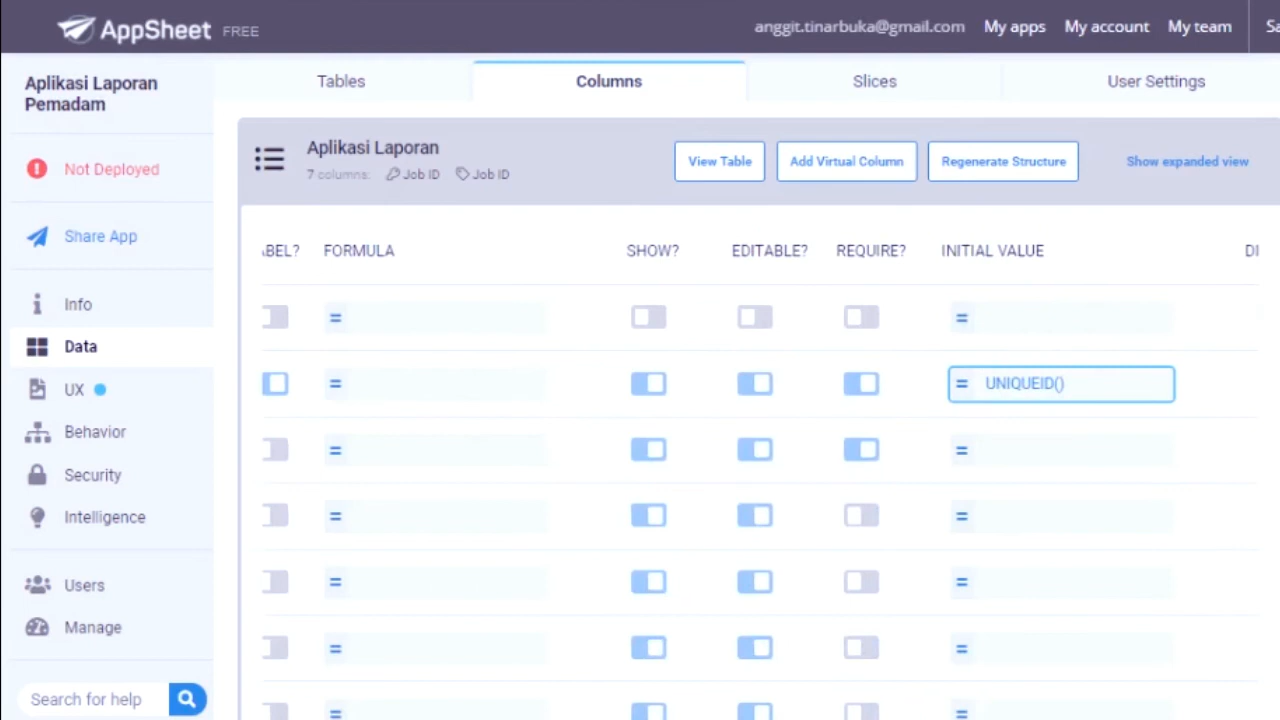 AppSheet FREE
anggit.tinarbuka@gmail.com My apps My account My team Sa
Aplikasi Laporan
Pemadam
Not Deployed
Share App
Info
Data
UX
Behavior
Security
Intelligence
Users
Manage
Search for help
Tables Columns Slices User Settings
Aplikasi Laporan
7 columns: Job ID Job ID
View Table Add Virtual Column Regenerate Structure Show expanded view
ABEL? FORMULA SHOW? EDITABLE? REQUIRE? INITIAL VALUE DI
= =
= = UNIQUEID()
= =
= =
= =
= =
= =